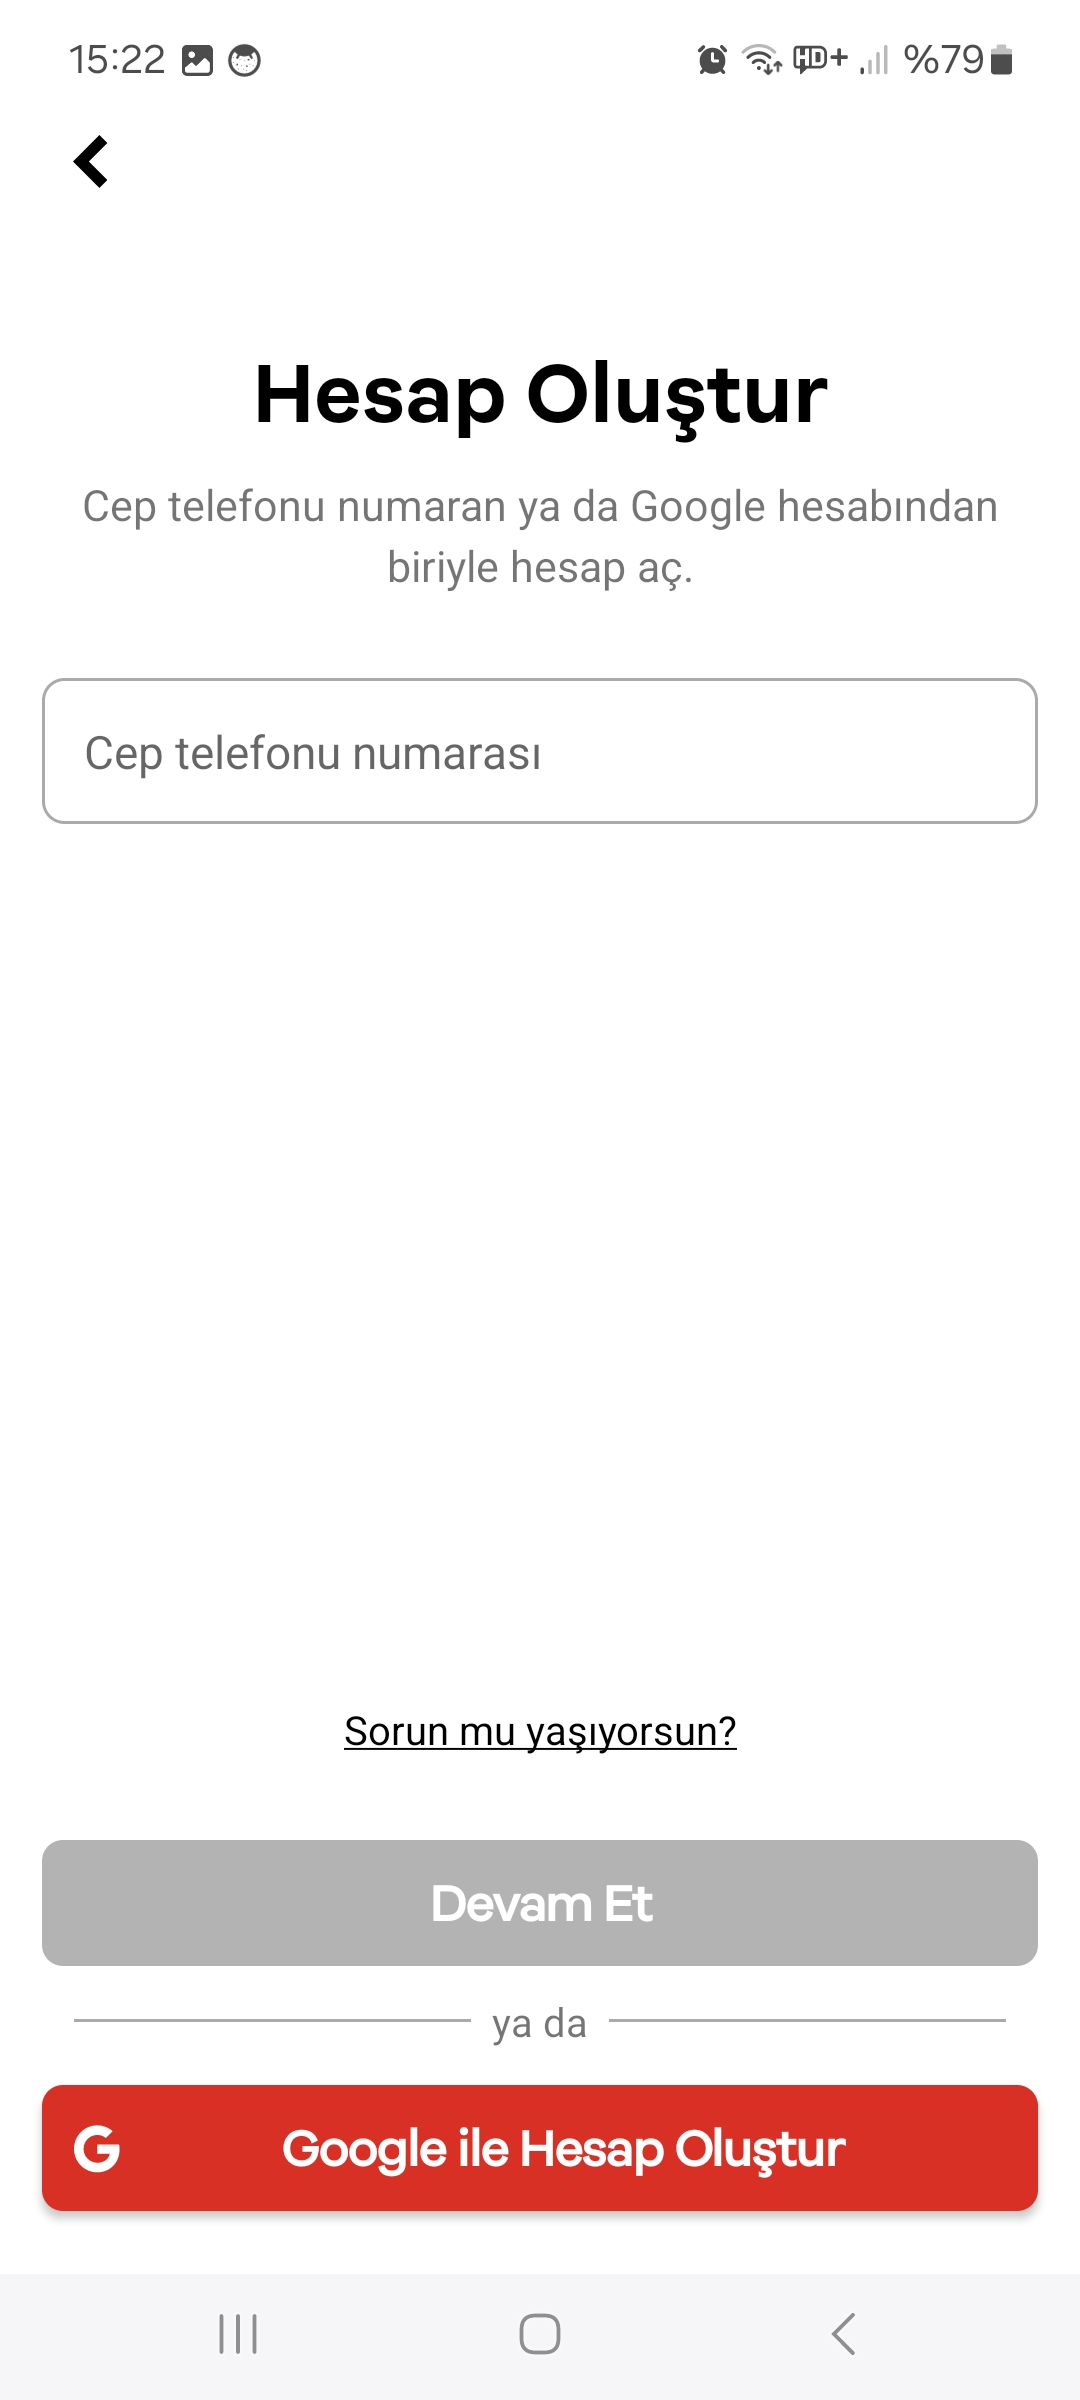 15:22 HD+ %79
Hesap Oluştur
Cep telefonu numaran ya da Google hesabından
biriyle hesap aç.
Cep telefonu numarası
Sorun mu yaşıyorsun?
Devam Et
ya da
G Google ile Hesap Oluştur